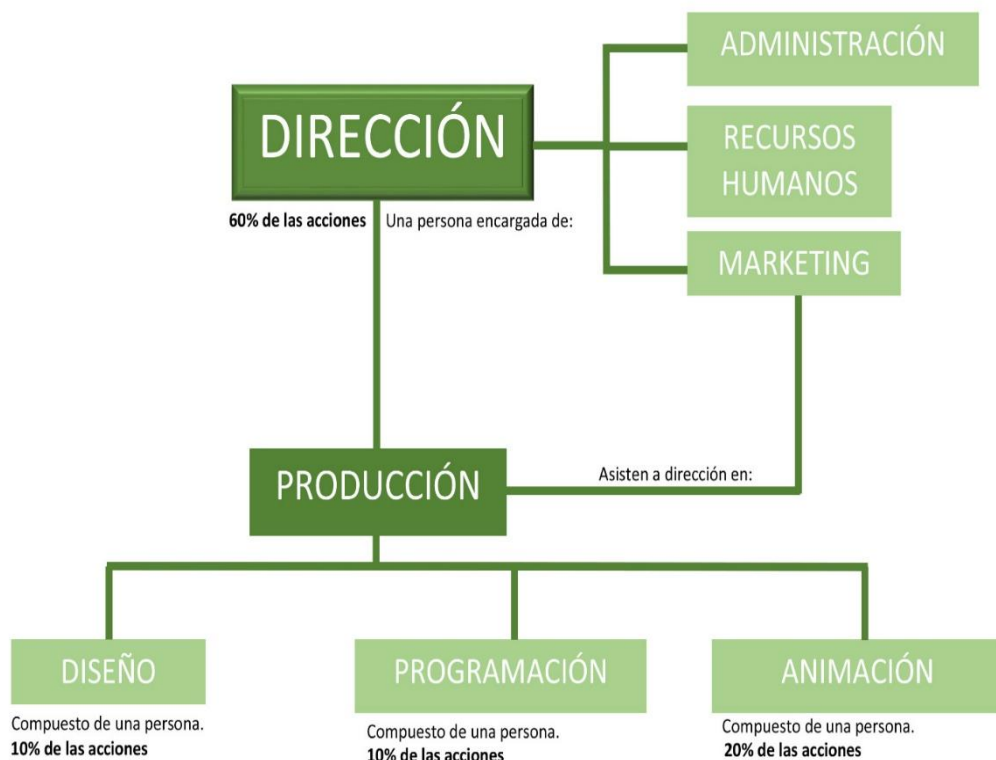 ADMINISTRACIÓN
DIRECCIÓN
RECURSOS
HUMANOS
60% de las acciones
Una persona encargada de:
MARKETING
PRODUCCIÓN
Asisten a dirección en:
DISEÑO
Compuesto de una persona.
10% de las acciones
PROGRAMACIÓN
Compuesto de una persona.
10% de las acciones
ANIMACIÓN
Compuesto de una persona.
20% de las acciones